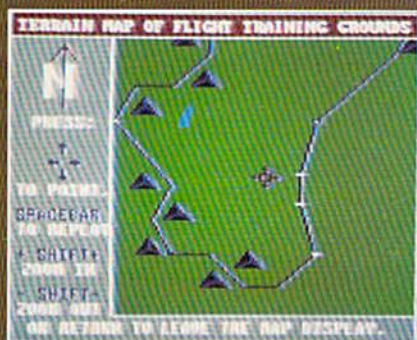 TERRAIN MAP OF FLIGHT TRAINING GROUNDS
N
PRESS:
TO POINT.
SPACEBAR
TO REPEAT
+ SHIFT+
ZOOM IN
- SHIFT-
ZOOM OUT
OR RETURN TO LEAVE THE MAP DISPLAY.